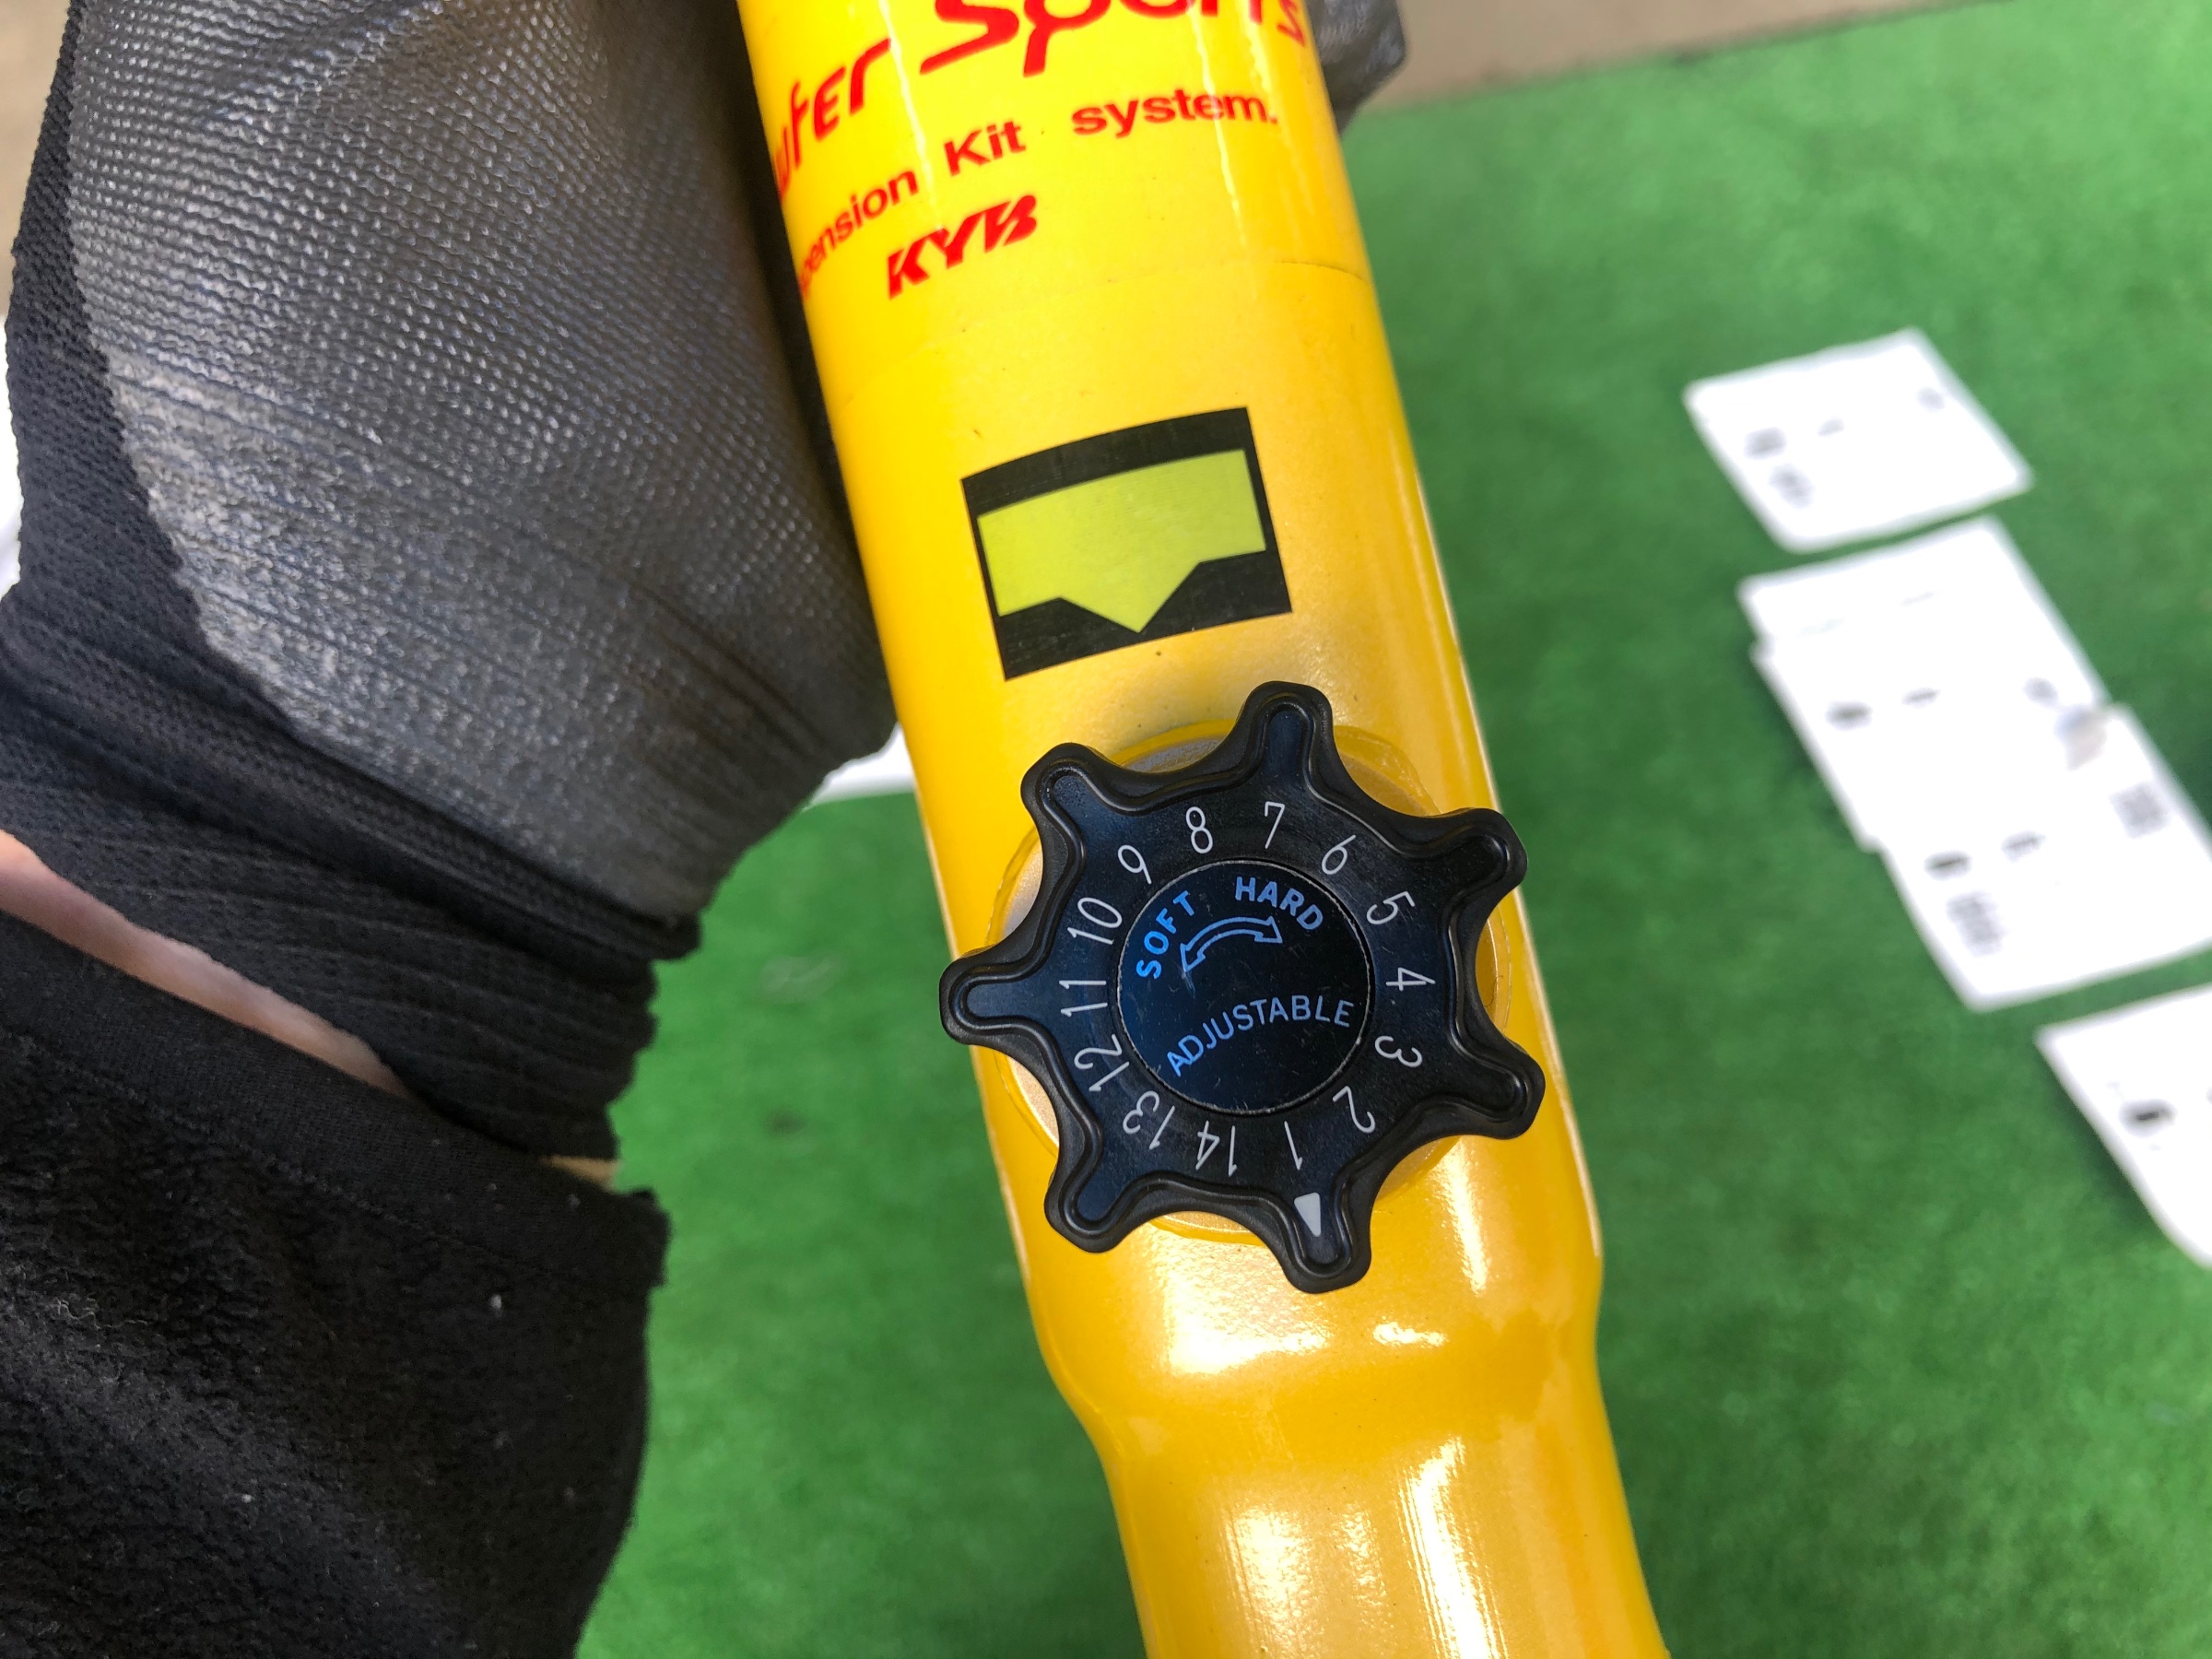 Sports
Kit system.
KYB
8 7 6 5 4 3 2 1 14 13 12 11 10 9
SOFT HARD
ADJUSTABLE